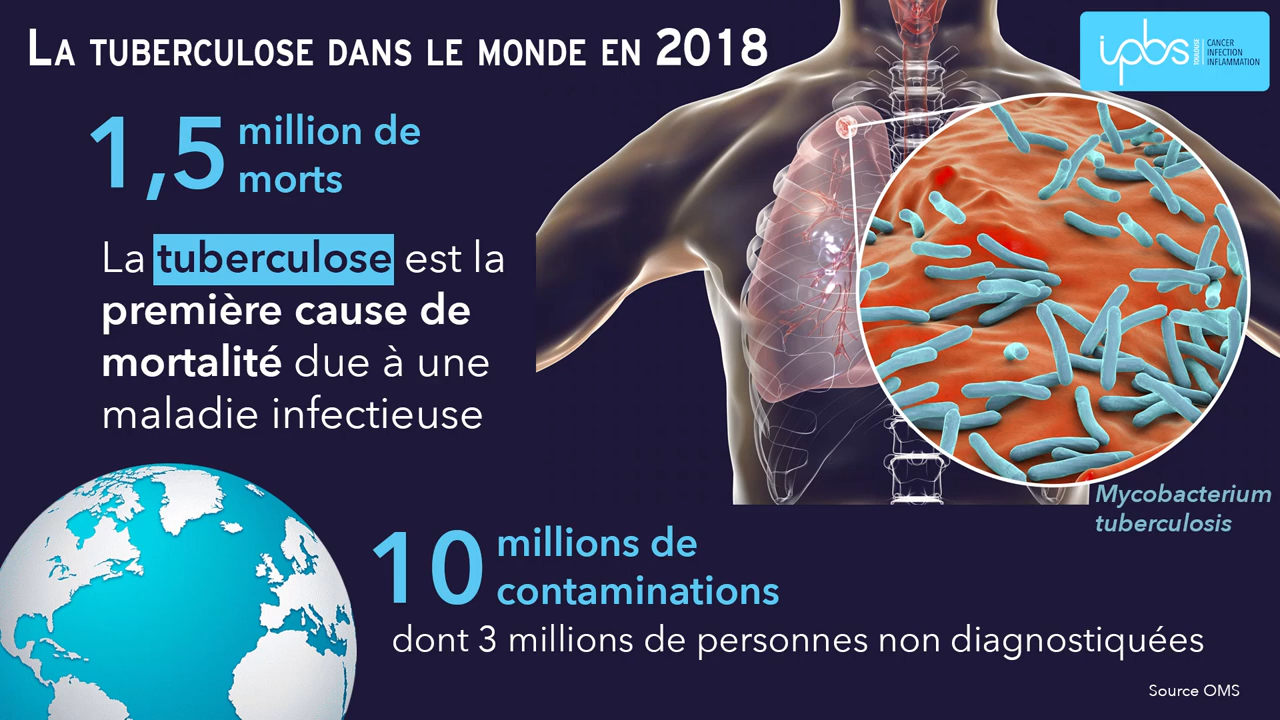 La tuberculose dans le monde en 2018
ipbs
TOULOUSE
CANCER
INFECTION
INFLAMMATION
1,5 million de
morts
La tuberculose est la
première cause de
mortalité due à une
maladie infectieuse
Mycobacterium
tuberculosis
10 millions de
contaminations
dont 3 millions de personnes non diagnostiquées
Source OMS